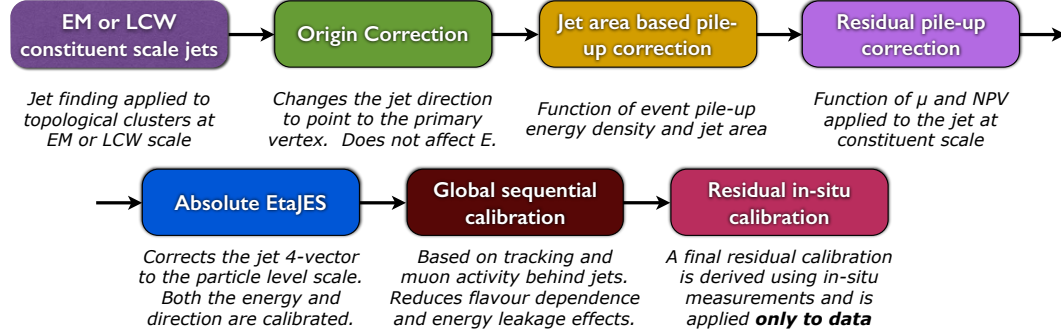 EM or LCW
constituent scale jets
Origin Correction
Jet area based pile-
up correction
Residual pile-up
correction
Jet finding applied to
topological clusters at
EM or LCW scale
Changes the jet direction
to point to the primary
vertex. Does not affect E.
Function of event pile-up
energy density and jet area
Function of µ and NPV
applied to the jet at
constituent scale
Absolute EtaJES
Global sequential
calibration
Residual in-situ
calibration
Corrects the jet 4-vector
to the particle level scale.
Both the energy and
direction are calibrated.
Based on tracking and
muon activity behind jets.
Reduces flavour dependence
and energy leakage effects.
A final residual calibration
is derived using in-situ
measurements and is
applied only to data